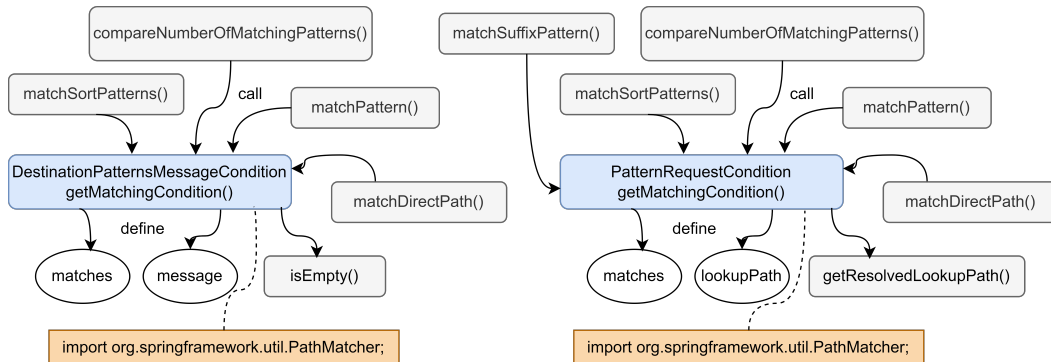 compareNumberOfMatchingPatterns()
matchSortPatterns()
call
matchPattern()
DestinationPatternsMessageCondition
getMatchingCondition()
matchDirectPath()
define
matches
message
isEmpty()
import org.springframework.util.PathMatcher;
matchSuffixPattern()
compareNumberOfMatchingPatterns()
matchSortPatterns()
call
matchPattern()
PatternRequestCondition
getMatchingCondition()
matchDirectPath()
define
matches
lookupPath
getResolvedLookupPath()
import org.springframework.util.PathMatcher;